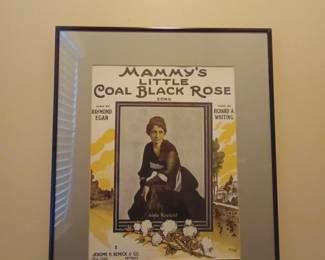 MAMMY'S
LITTLE
COAL BLACK ROSE
SONG
RAYMOND
EGAN
RICHARD A.
WHITING
JEROME H. REMICK & CO.